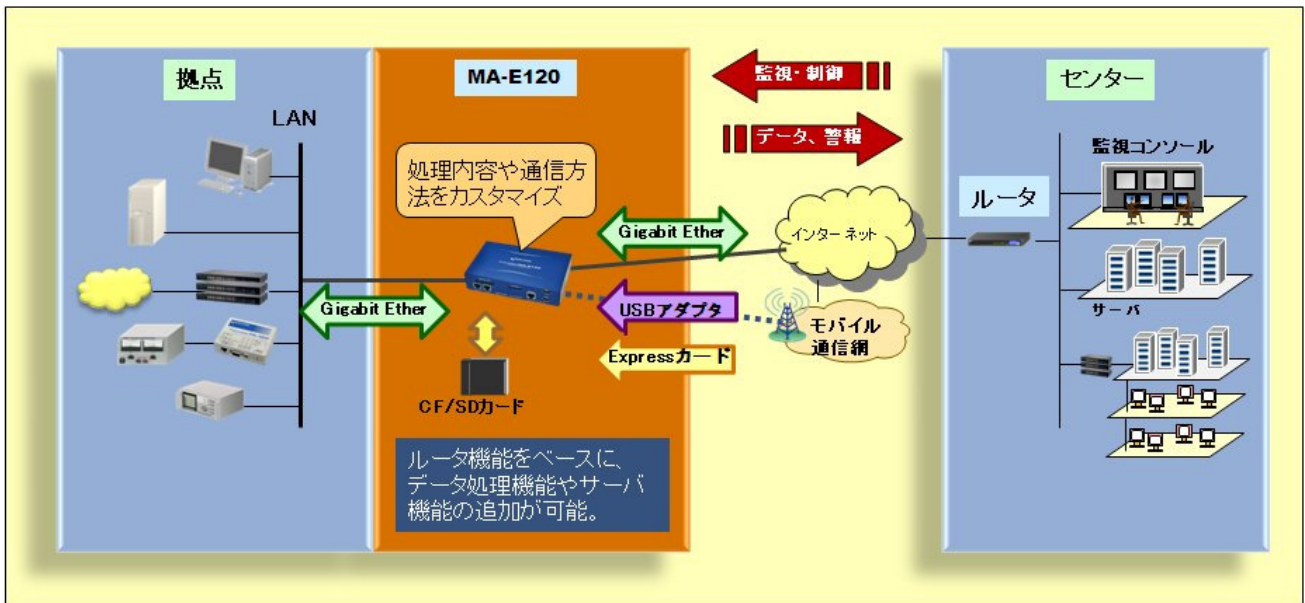 拠点
LAN
MA-E120
処理内容や通信方
法をカスタマイズ
Gigabit Ether
CF/SDカード
ルータ機能をベースに、
データ処理機能やサーバ
機能の追加が可能。
監視・制御
データ、警報
Gigabit Ether
インターネット
USBアダプタ
モバイル
通信網
Expressカード
センター
ルータ
監視コンソール
サーバ